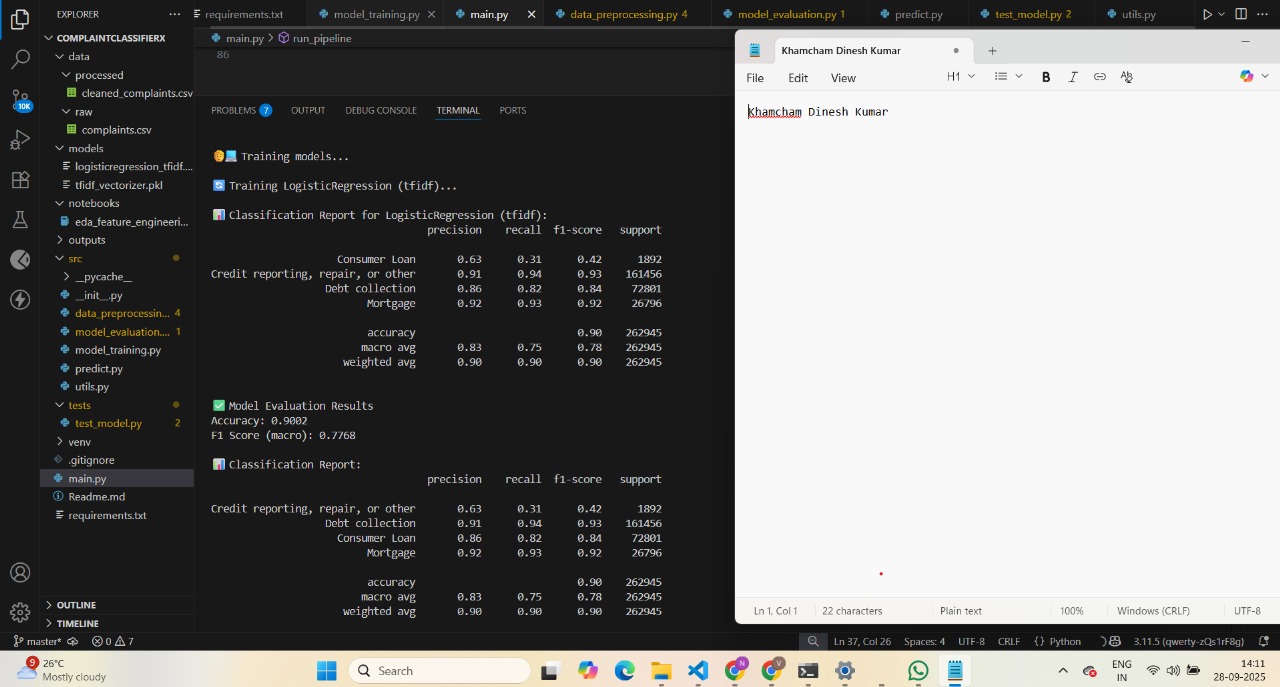 EXPLORER ···
COMPLAINTCLASSIFIERX
data
processed
cleaned_complaints.csv
raw
complaints.csv
models
logisticregression_tfidf....
tfidf_vectorizer.pkl
notebooks
eda_feature_engineeri...
outputs
src
__pycache__
__init__.py
data_preprocessin... 4
model_evaluation.... 1
model_training.py
predict.py
utils.py
tests
test_model.py 2
venv
.gitignore
main.py
Readme.md
requirements.txt
OUTLINE
TIMELINE
10K
requirements.txt model_training.py main.py data_preprocessing.py 4 model_evaluation.py 1 predict.py test_model.py 2 utils.py
main.py > run_pipeline
86
PROBLEMS 7 OUTPUT DEBUG CONSOLE TERMINAL PORTS
Training models...
Training LogisticRegression (tfidf)...
Classification Report for LogisticRegression (tfidf):
precision recall f1-score support
Consumer Loan 0.63 0.31 0.42 1892
Credit reporting, repair, or other 0.91 0.94 0.93 161456
Debt collection 0.86 0.82 0.84 72801
Mortgage 0.92 0.93 0.92 26796
accuracy 0.90 262945
macro avg 0.83 0.75 0.78 262945
weighted avg 0.90 0.90 0.90 262945
Model Evaluation Results
Accuracy: 0.9002
F1 Score (macro): 0.7768
Classification Report:
precision recall f1-score support
Credit reporting, repair, or other 0.63 0.31 0.42 1892
Debt collection 0.91 0.94 0.93 161456
Consumer Loan 0.86 0.82 0.84 72801
Mortgage 0.92 0.93 0.92 26796
accuracy 0.90 262945
macro avg 0.83 0.75 0.78 262945
weighted avg 0.90 0.90 0.90 262945
Khamcham Dinesh Kumar
File Edit View H1 B I
Khamcham Dinesh Kumar
Ln 1, Col 1 22 characters Plain text 100% Windows (CRLF) UTF-8
master* 0 7 Ln 37, Col 26 Spaces: 4 UTF-8 CRLF {} Python 3.11.5 (qwerty-zQs1rF8g)
9 26°C
Mostly cloudy
Search
N V
ENG
IN
14:11
28-09-2025